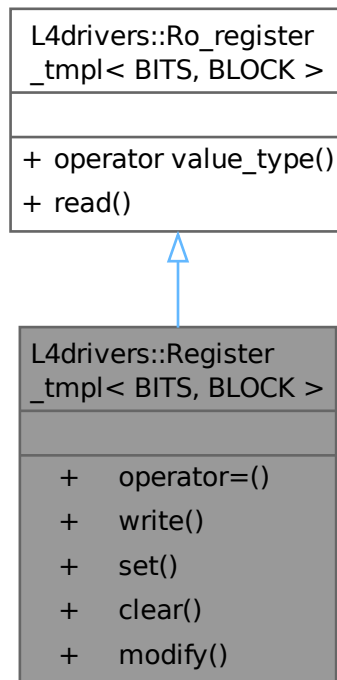 L4drivers::Ro_register
_tmpl< BITS, BLOCK >
+ operator value_type()
+ read()
L4drivers::Register
_tmpl< BITS, BLOCK >
+ operator=()
+ write()
+ set()
+ clear()
+ modify()